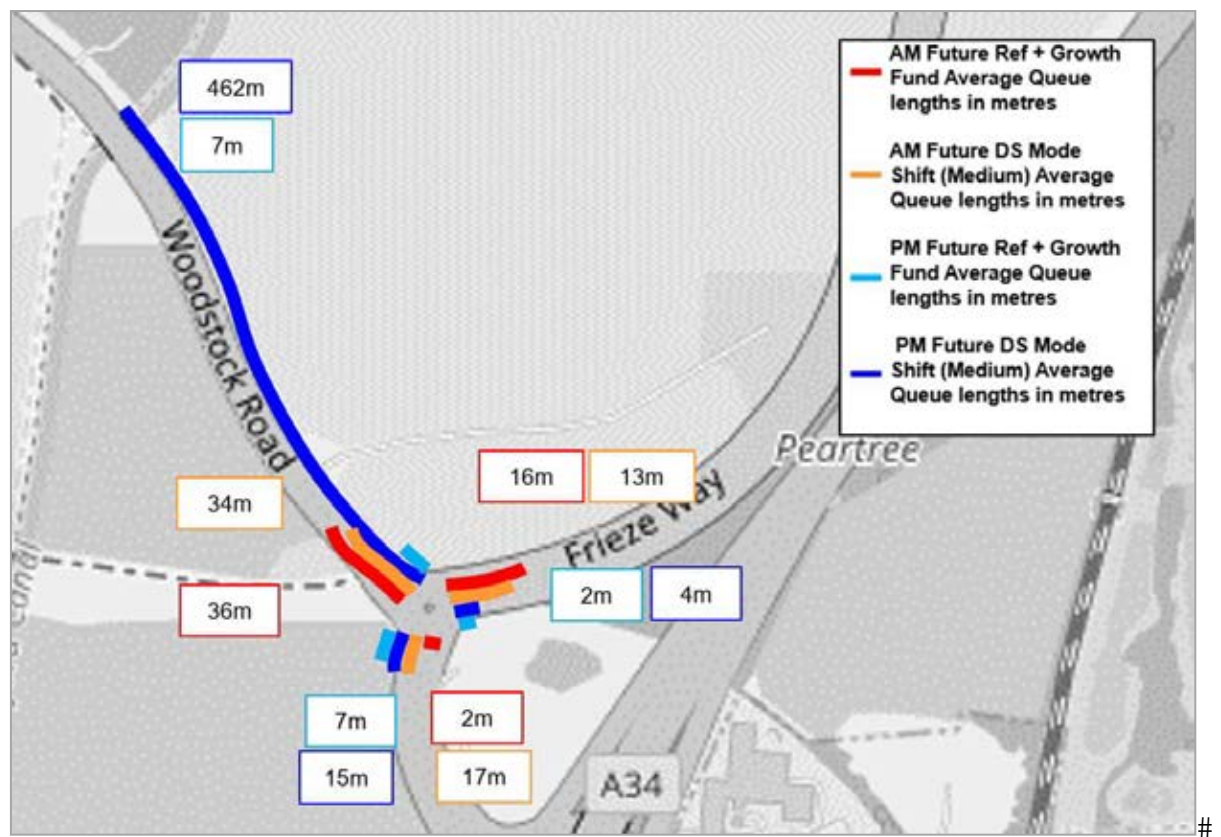 AM Future Ref + Growth
Fund Average Queue
lengths in metres
AM Future DS Mode
Shift (Medium) Average
Queue lengths in metres
PM Future Ref + Growth
Fund Average Queue
lengths in metres
PM Future DS Mode
Shift (Medium) Average
Queue lengths in metres
462m
7m
Woodstock Road
Peartree
16m
13m
Frieze Way
34m
36m
2m
4m
7m
2m
15m
17m
A34
#